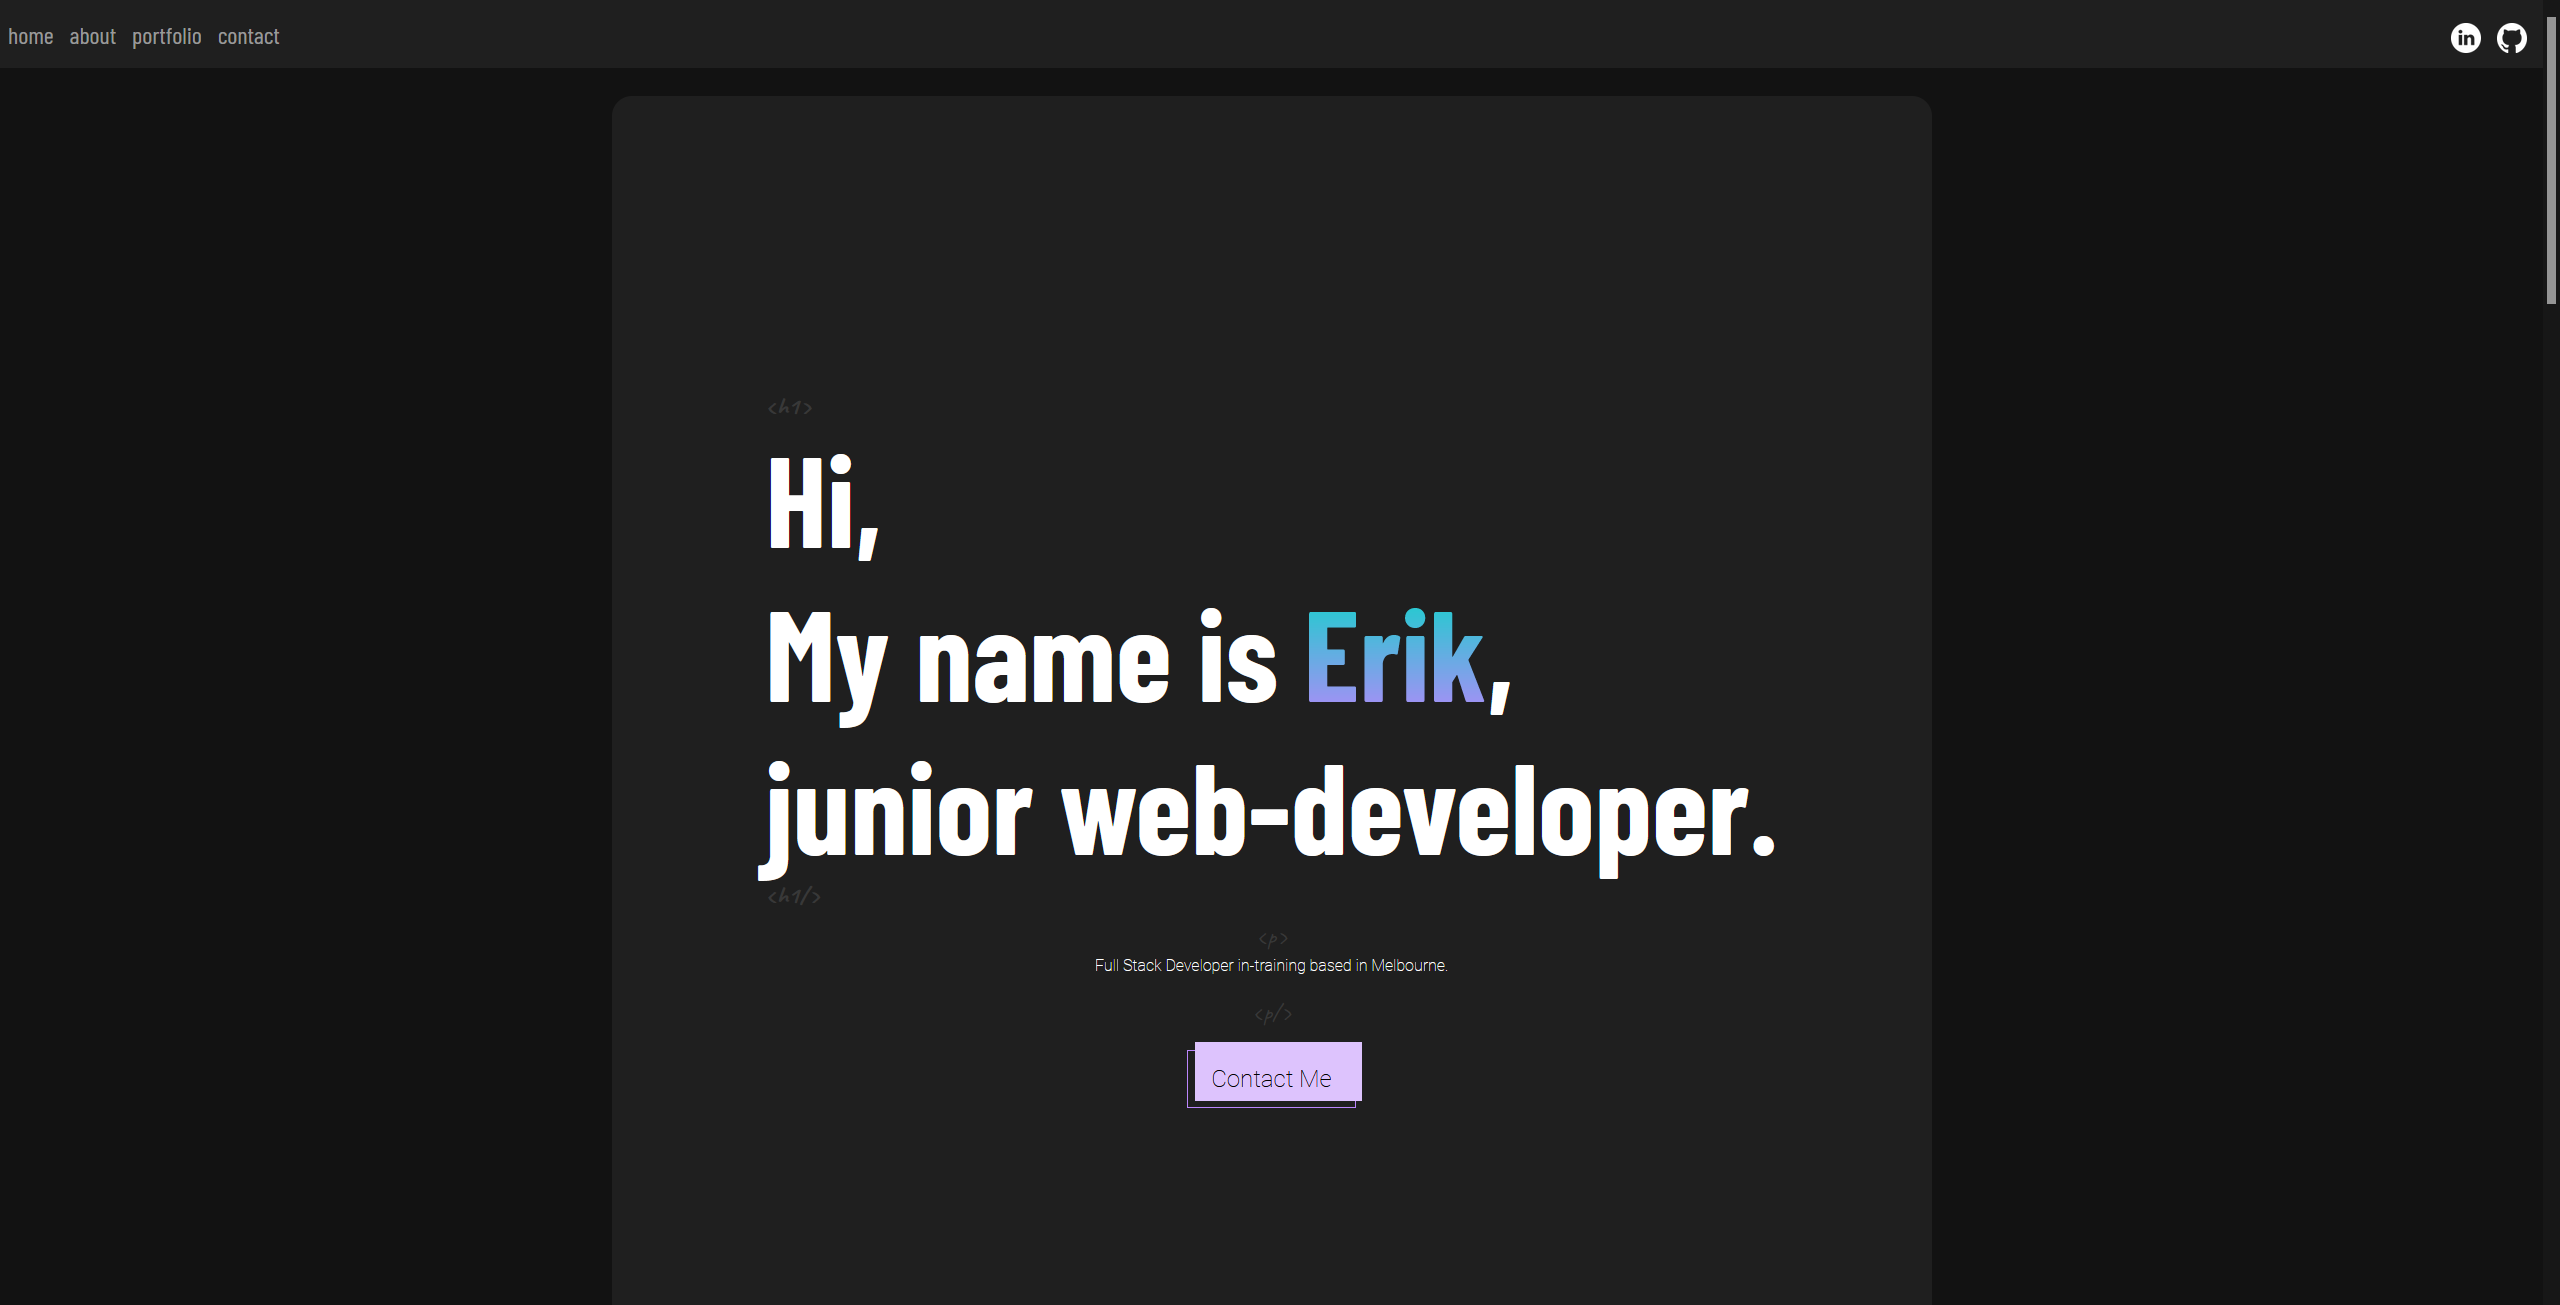 home about portfolio contact
in
<h1>
Hi,
My name is Erik,
junior web-developer.
<h1/>
<p>
Full Stack Developer in-training based in Melbourne.
<p/>
Contact Me